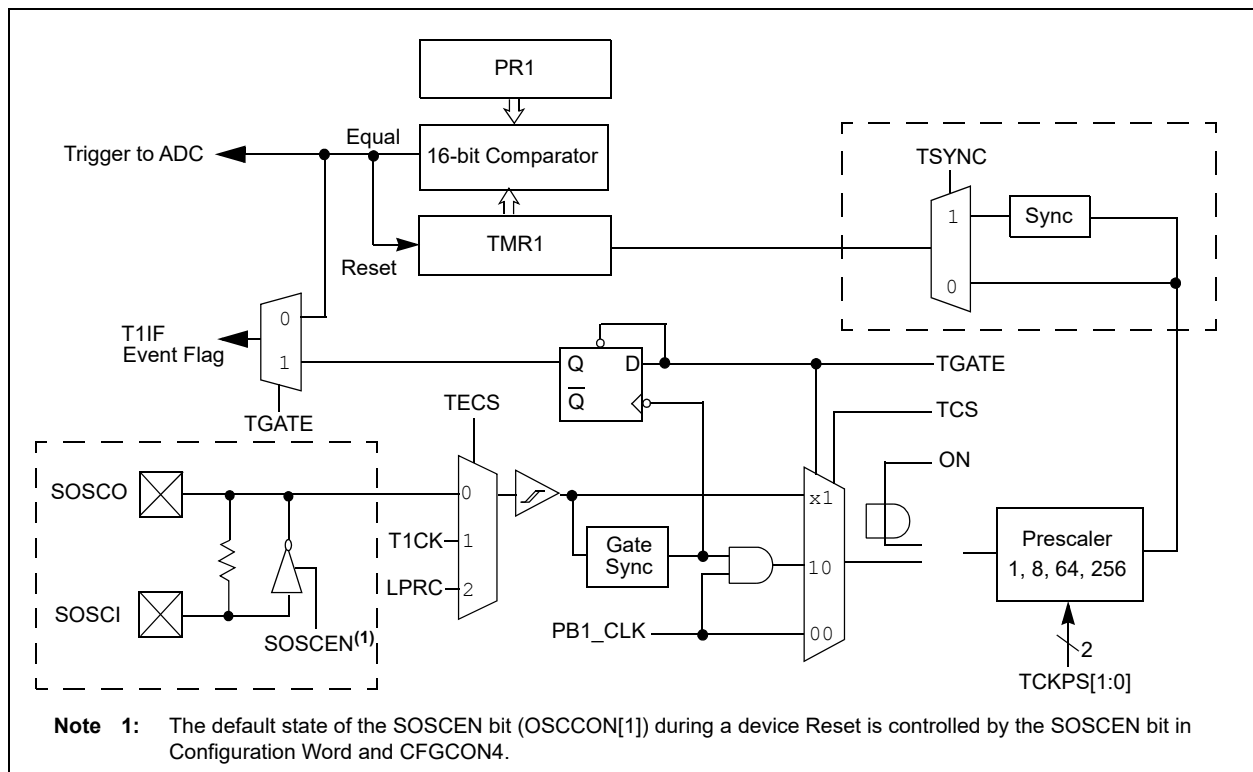 PR1
Equal
Trigger to ADC
16-bit Comparator
TSYNC
1
Sync
TMR1
Reset
0
0
T1IF
Event Flag
1
Q
D
TGATE
Q
TGATE
TECS
TCS
ON
SOSCO
0
x1
T1CK
1
Gate
Sync
10
Prescaler
1, 8, 64, 256
LPRC
2
SOSCI
SOSCEN(1)
PB1_CLK
00
2
TCKPS[1:0]
Note 1: The default state of the SOSCEN bit (OSCCON[1]) during a device Reset is controlled by the SOSCEN bit in
Configuration Word and CFGCON4.